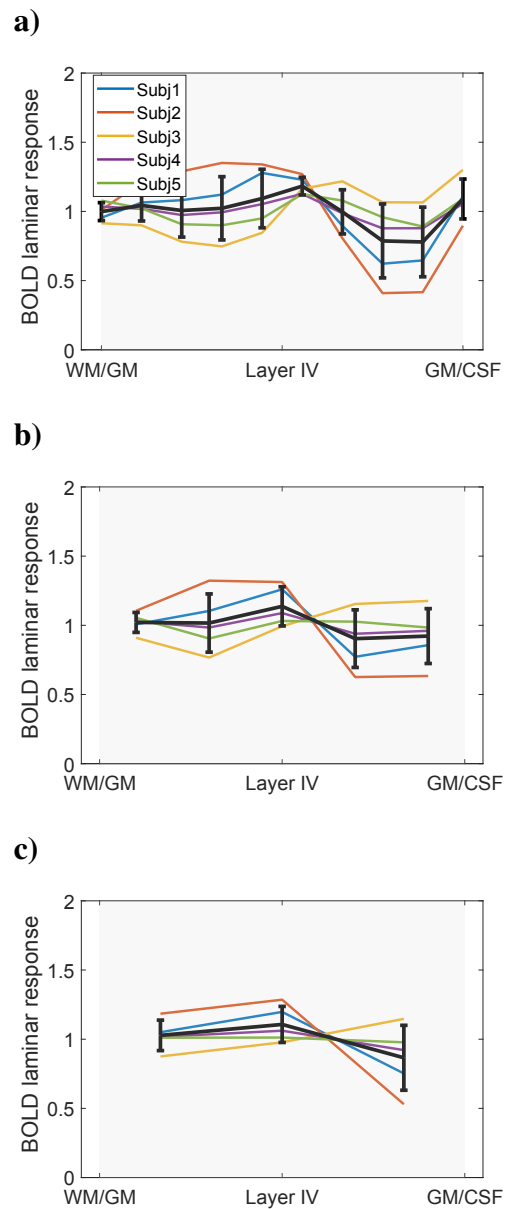 a)
2
1.5
1
0.5
0
BOLD laminar response
Subj1
Subj2
Subj3
Subj4
Subj5
WM/GM Layer IV GM/CSF
b)
2
1.5
1
0.5
0
BOLD laminar response
WM/GM Layer IV GM/CSF
c)
2
1.5
1
0.5
0
BOLD laminar response
WM/GM Layer IV GM/CSF